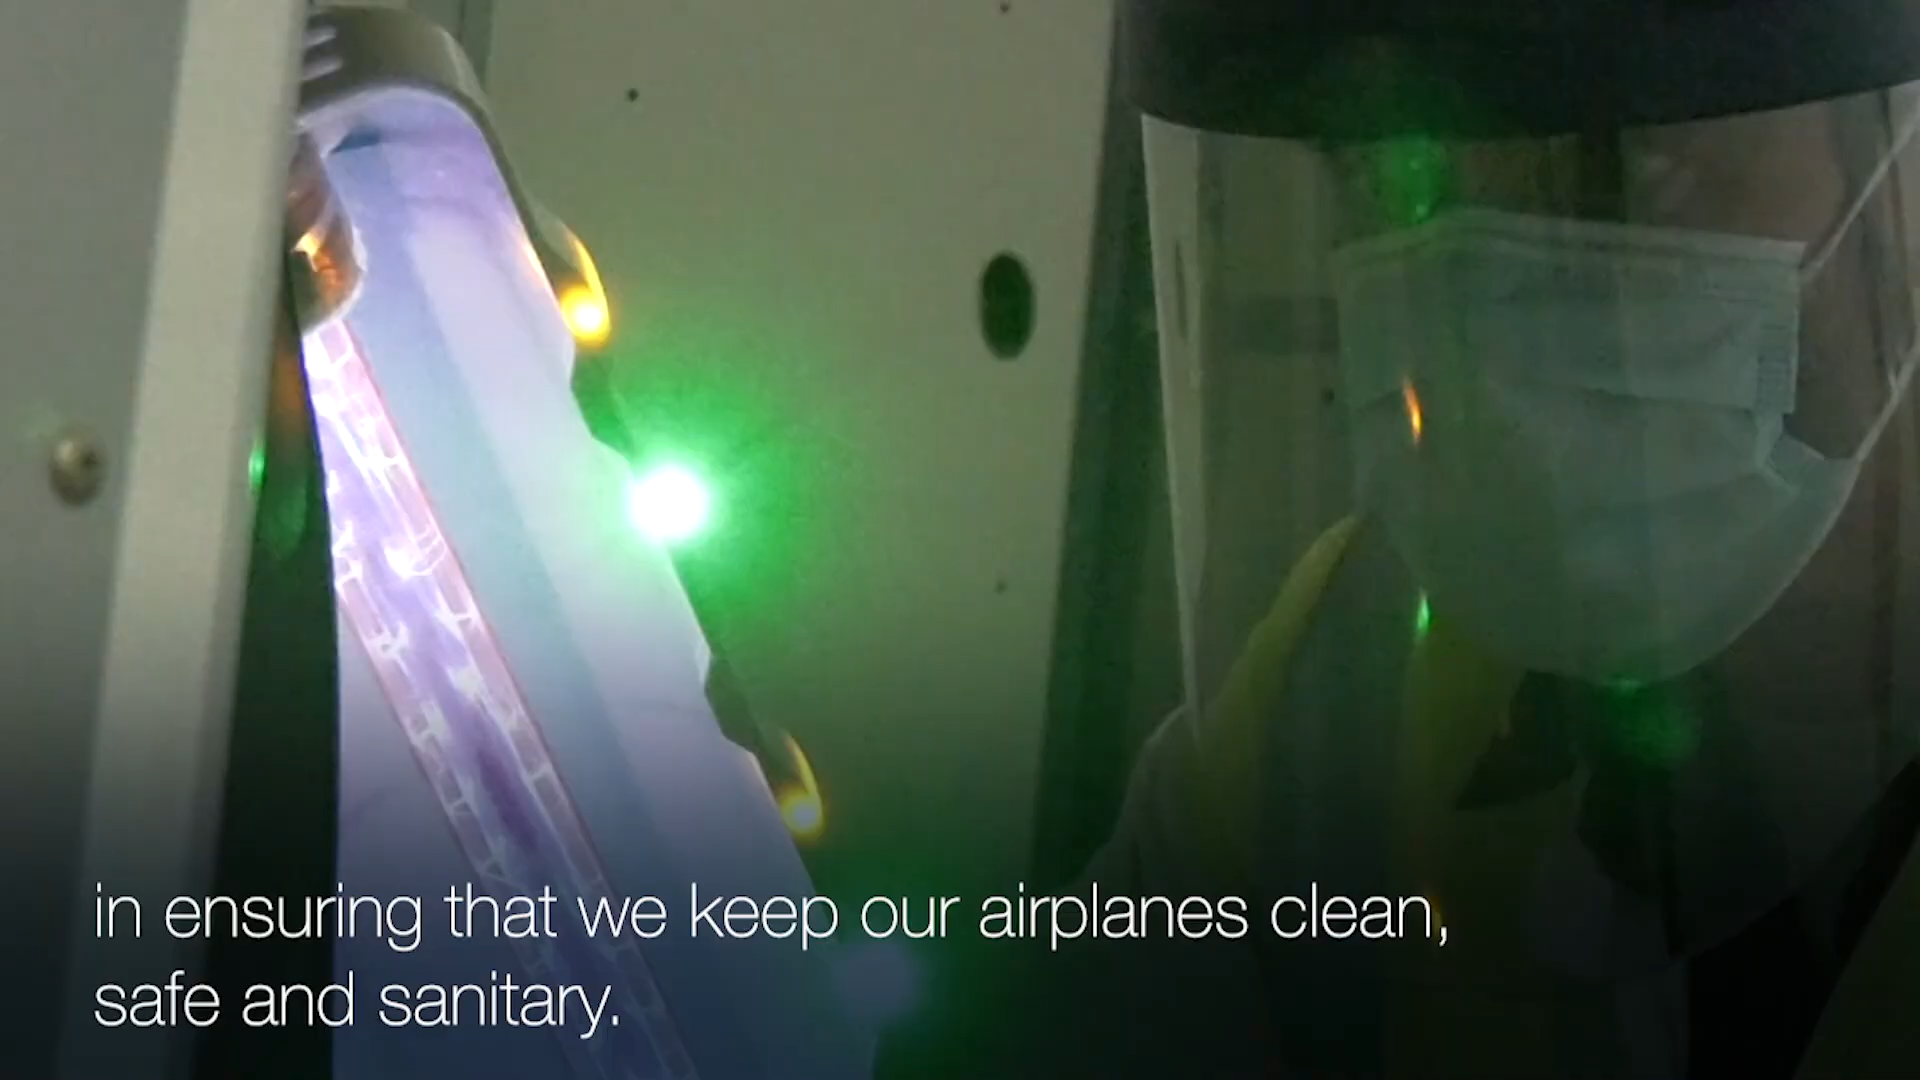 in ensuring that we keep our airplanes clean,
safe and sanitary.